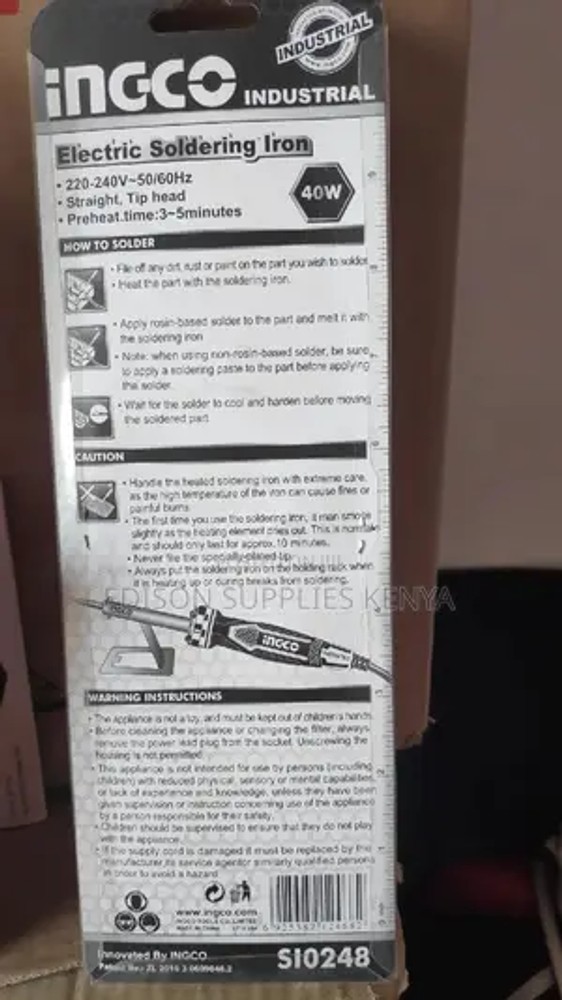 INDUSTRIAL
INGCO INDUSTRIAL
Electric Soldering Iron
• 220-240V~50/60Hz
• Straight, Tip head
• Preheat.time:3~5minutes
40W
HOW TO SOLDER
• File off any dirt, rust or paint on the part you wish to solder
• Heat the part with the soldering iron.
• Apply rosin-based solder to the part and melt it with
the soldering iron
• Note: when using non-rosin-based solder, be sure
to apply a soldering paste to the part before applying
the solder.
• Wait for the solder to cool and harden before moving
the soldered part
CAUTION
• Handle the heated soldering iron with extreme care,
as the high temperature of the iron can cause fires or
painful burns
• The first time you use the soldering iron, it may smoke
slightly as the heating element dries out. This is normal
and should only last for approx.10 minutes.
• Never file the specially-plated tip
• Always put the soldering iron on the holding rack when
it is heating up or during breaks from soldering.
EDISON SUPPLIES KENYA
INGCO
WARNING INSTRUCTIONS
• The Appliance is not a toy, and must be kept out of children's hands
• Before cleaning the appliance or changing the filter, always
remove the power lead plug from the socket. Unscrewing the
housing is not permitted
• This appliance is not intended for use by persons (including
children) with reduced physical, sensory or mental capabilities,
or lack of experience and knowledge, unless they have been
given supervision or instruction concerning use of the appliance
by a person responsible for their safety.
• Children should be supervised to ensure that they do not play
with the appliance.
• If the supply cord is damaged it must be replaced by the
manufacturer,its service agentor similarly qualified persons
in order to avoid a hazard
www.ingco.com
INGCO TOOLS CO.,LIMITED
MADE IN CHINA
Innovated By INGCO
SI0248